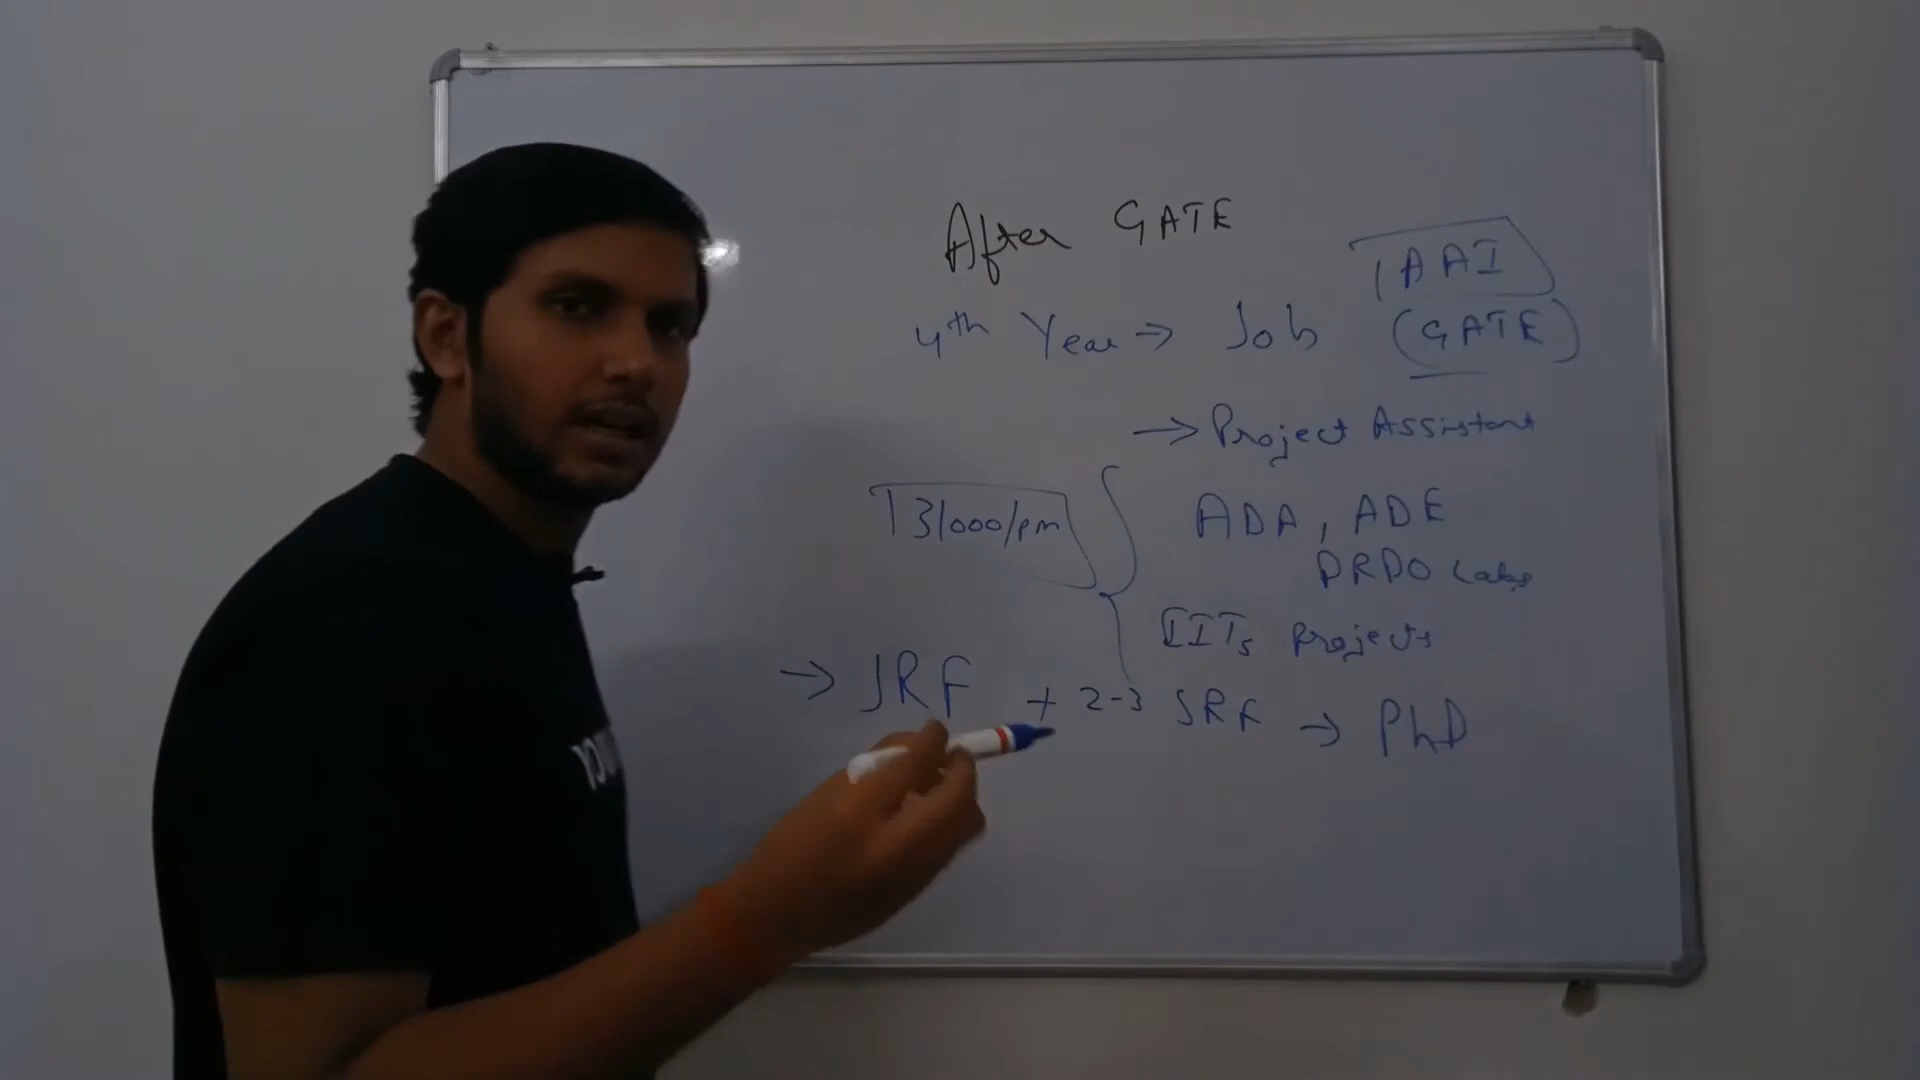 After GATE
AAI
4th Year → Job (GATE)
→ Project Assistant
31000/pm
ADA, ADE
DRDO Labs
IITs Projects
→ JRF + 2-3 SRF → PhD